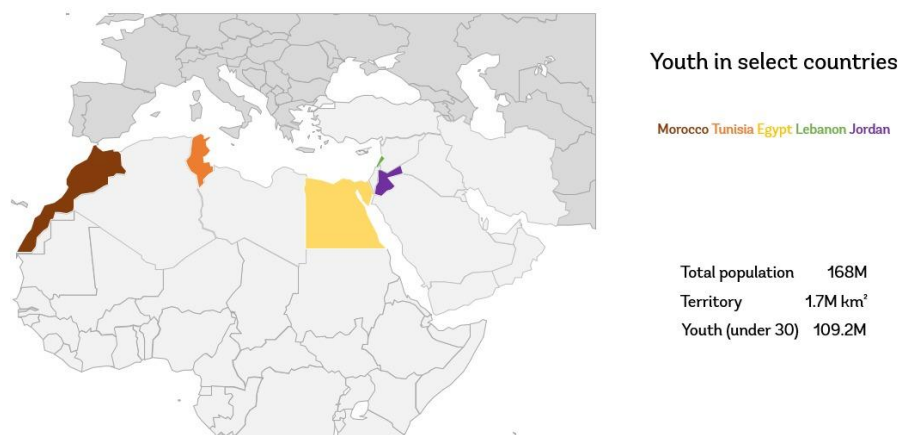 Youth in select countries
Morocco Tunisia Egypt Lebanon Jordan
Total population 168M
Territory 1.7M km²
Youth (under 30) 109.2M